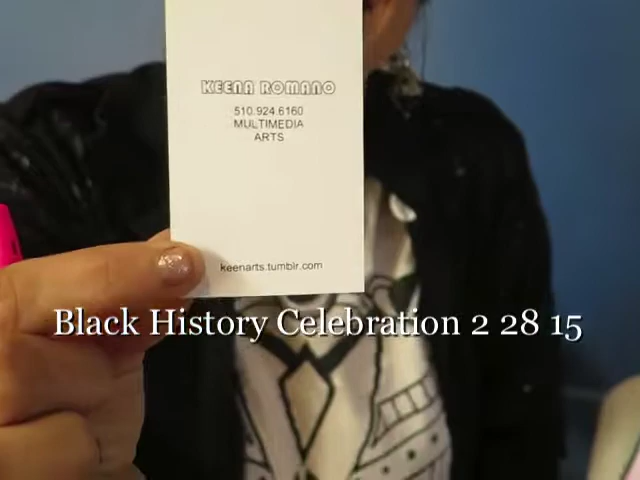 KEENA ROMANO
510.924.6160
MULTIMEDIA
ARTS
keenarts.tumblr.com
Black History Celebration 2 28 15